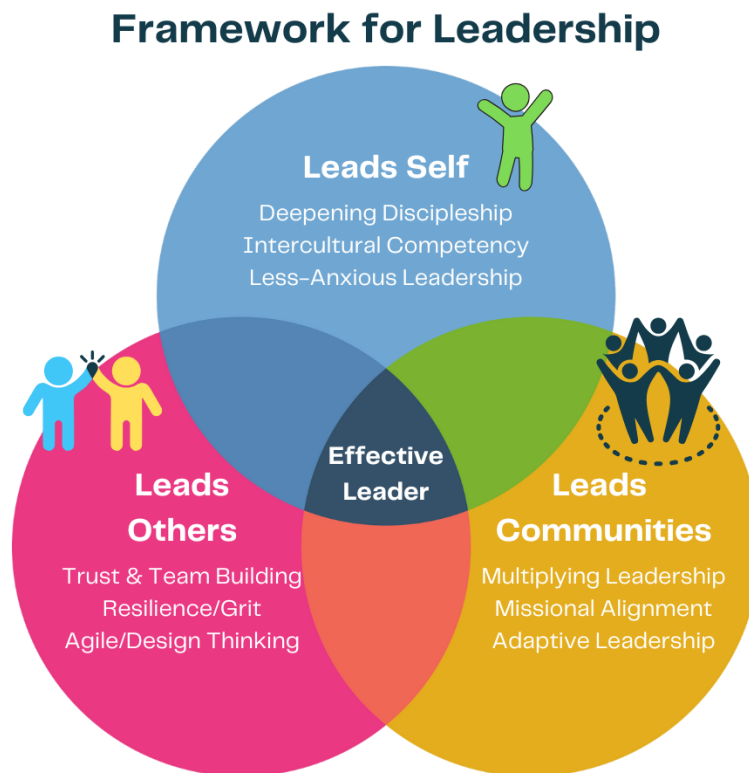 Framework for Leadership
Leads Self
Deepening Discipleship
Intercultural Competency
Less-Anxious Leadership
Effective
Leader
Leads
Others
Trust & Team Building
Resilience/Grit
Agile/Design Thinking
Leads
Communities
Multiplying Leadership
Missional Alignment
Adaptive Leadership